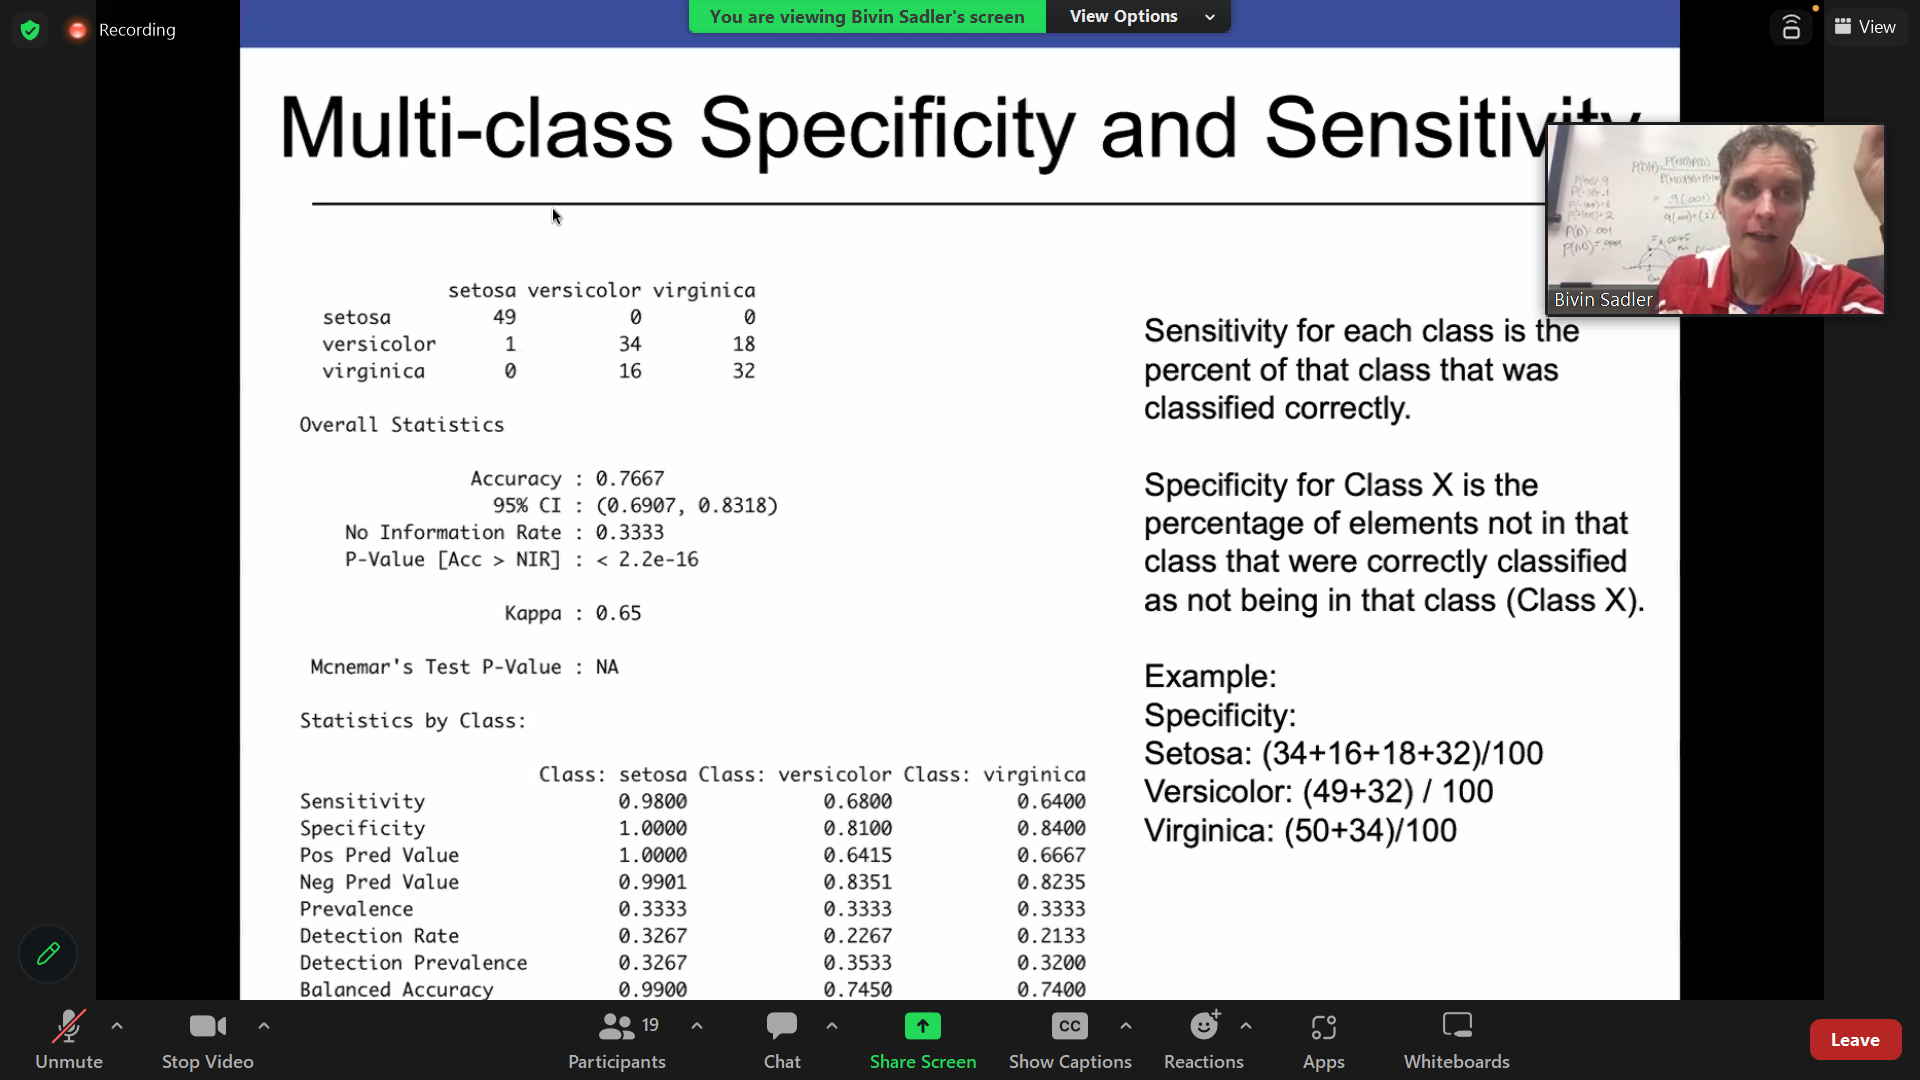 You are viewing Bivin Sadler's screen View Options
Recording
View
Multi-class Specificity and Sensitivity
Bivin Sadler
setosa versicolor virginica
setosa 49 0 0
versicolor 1 34 18
virginica 0 16 32
Overall Statistics
Accuracy : 0.7667
95% CI : (0.6907, 0.8318)
No Information Rate : 0.3333
P-Value [Acc > NIR] : < 2.2e-16
Kappa : 0.65
Mcnemar's Test P-Value : NA
Statistics by Class:
Class: setosa Class: versicolor Class: virginica
Sensitivity 0.9800 0.6800 0.6400
Specificity 1.0000 0.8100 0.8400
Pos Pred Value 1.0000 0.6415 0.6667
Neg Pred Value 0.9901 0.8351 0.8235
Prevalence 0.3333 0.3333 0.3333
Detection Rate 0.3267 0.2267 0.2133
Detection Prevalence 0.3267 0.3533 0.3200
Balanced Accuracy 0.9900 0.7450 0.7400
Sensitivity for each class is the
percent of that class that was
classified correctly.
Specificity for Class X is the
percentage of elements not in that
class that were correctly classified
as not being in that class (Class X).
Example:
Specificity:
Setosa: (34+16+18+32)/100
Versicolor: (49+32) / 100
Virginica: (50+34)/100
Unmute
Stop Video
19
Participants
Chat
Share Screen
CC
Show Captions
Reactions
Apps
Whiteboards
Leave